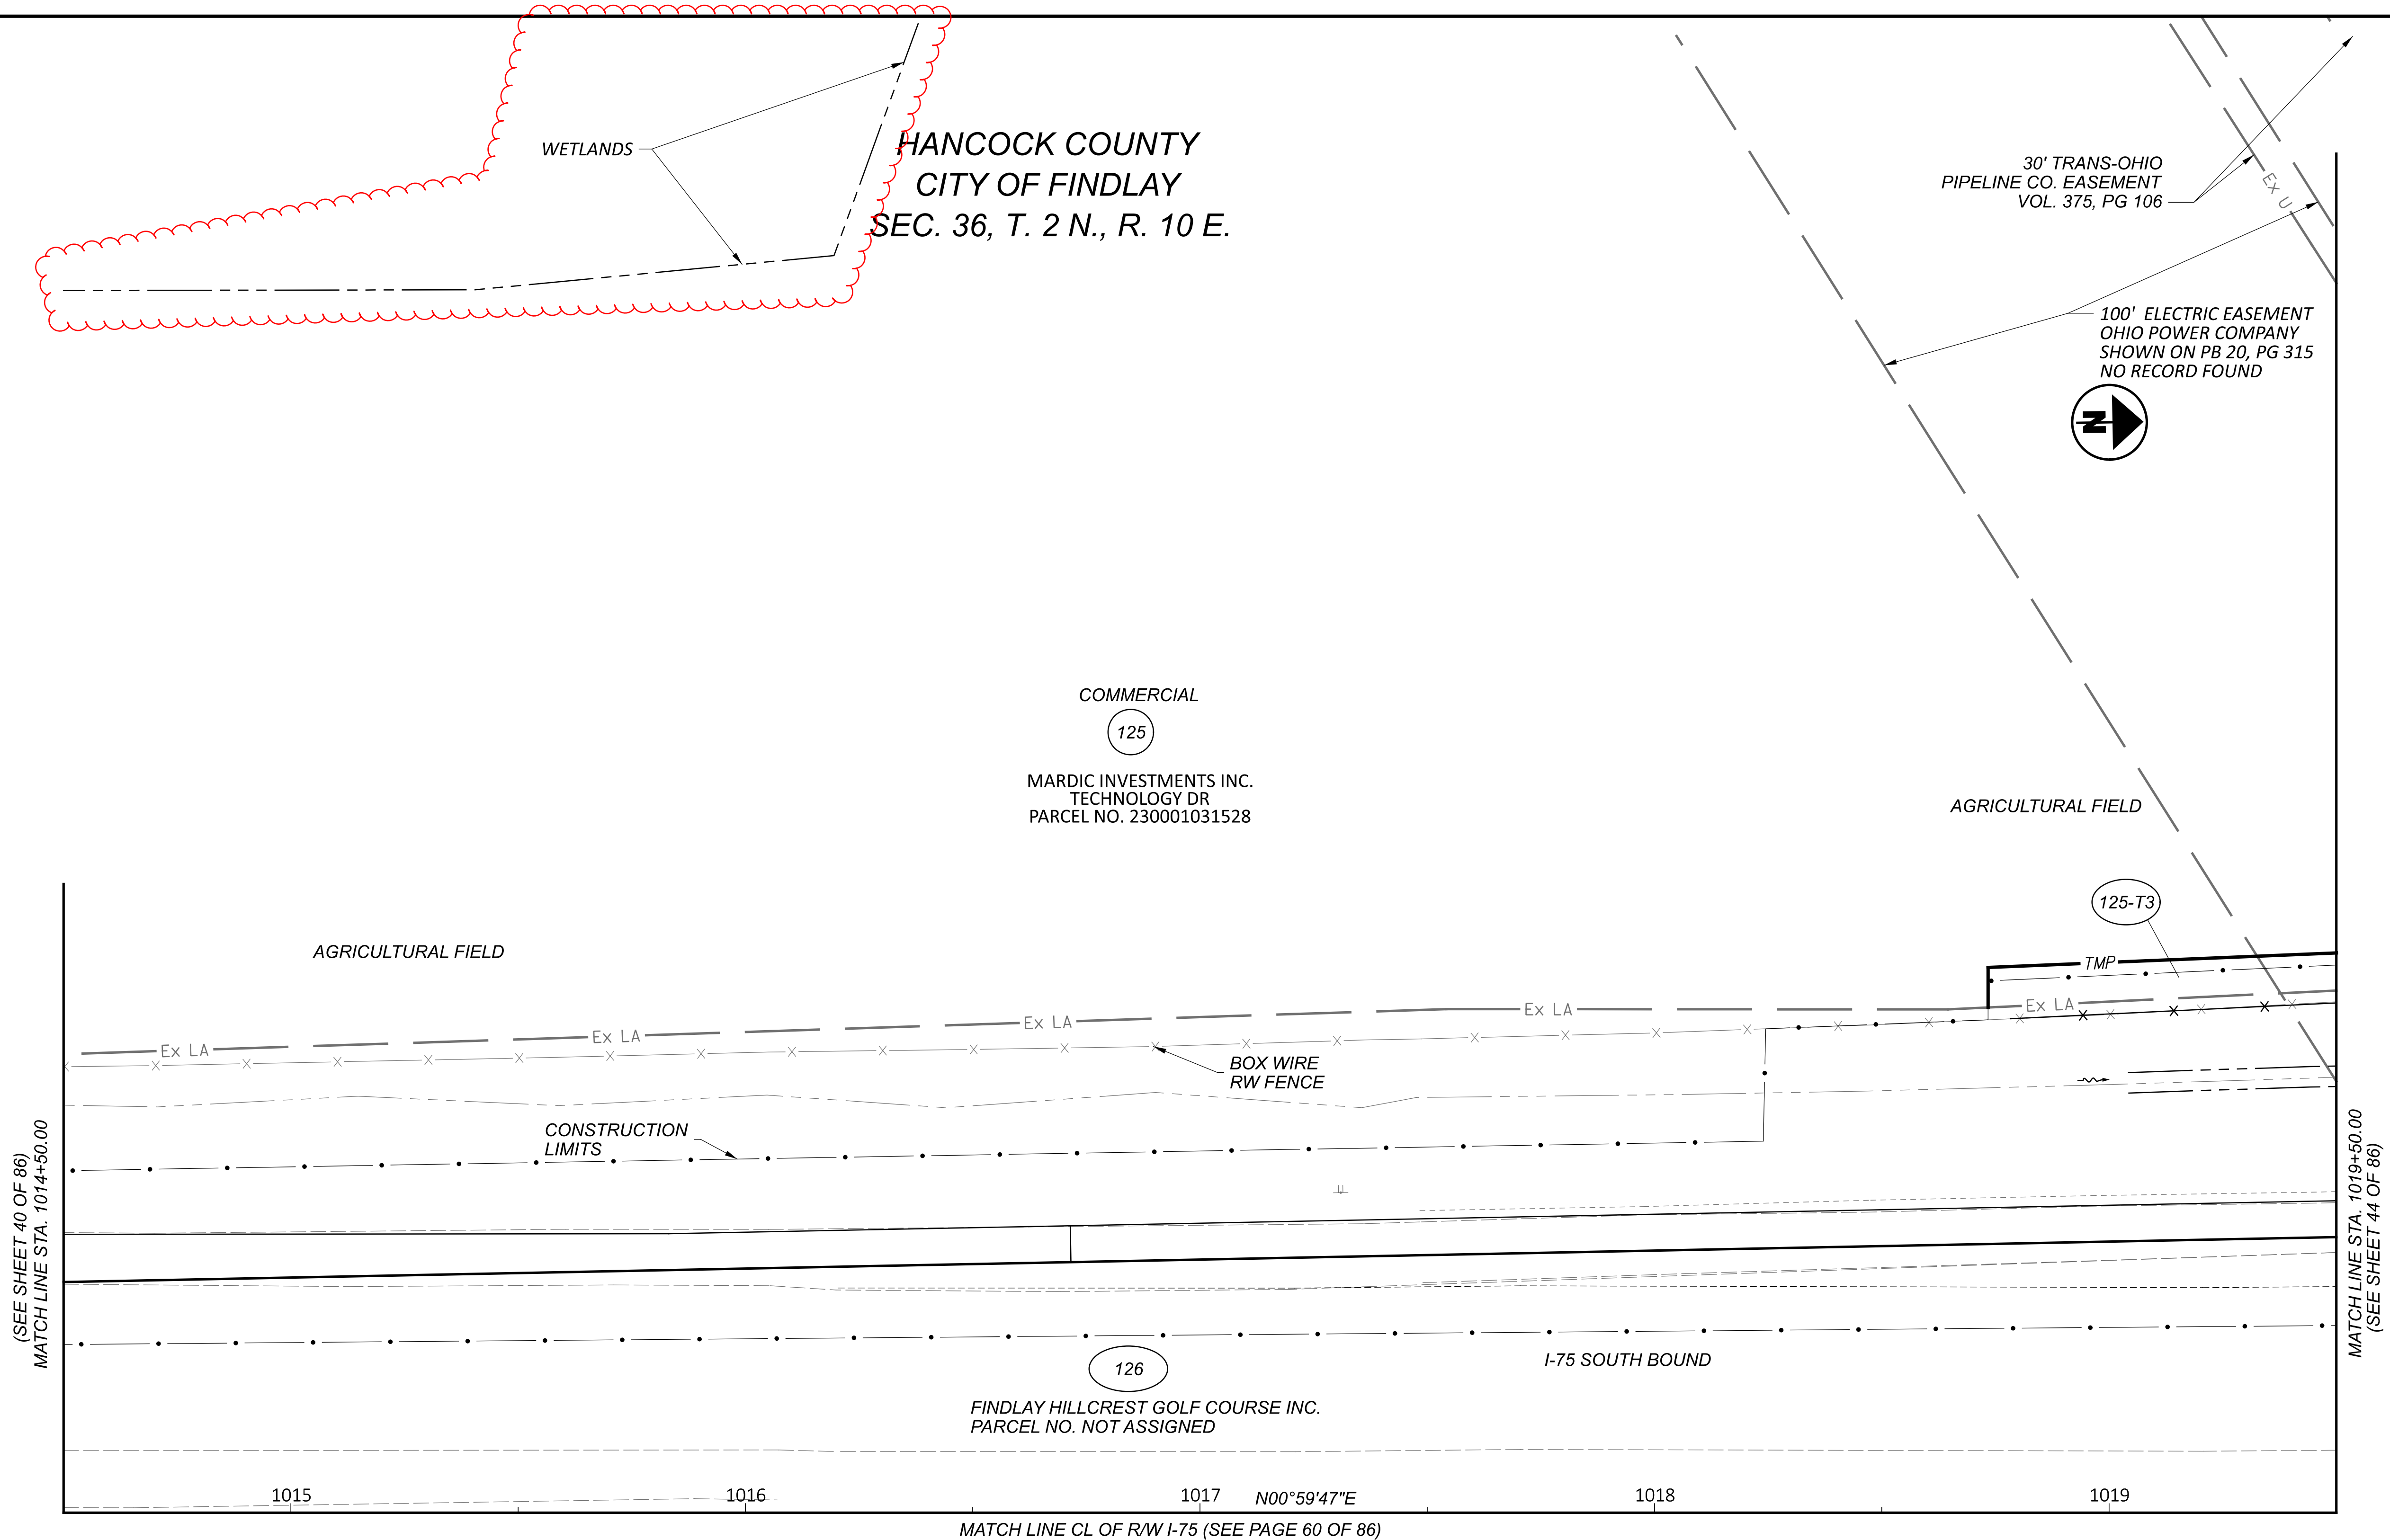 WETLANDS
HANCOCK COUNTY
CITY OF FINDLAY
SEC. 36, T. 2 N., R. 10 E.
30' TRANS-OHIO
PIPELINE CO. EASEMENT
VOL. 375, PG 106
Ex U
100' ELECTRIC EASEMENT
OHIO POWER COMPANY
SHOWN ON PB 20, PG 315
NO RECORD FOUND
N
COMMERCIAL
125
MARDIC INVESTMENTS INC.
TECHNOLOGY DR
PARCEL NO. 230001031528
AGRICULTURAL FIELD
125-T3
AGRICULTURAL FIELD
TMP
Ex LA
Ex LA
Ex LA
Ex LA
Ex LA
BOX WIRE
RW FENCE
CONSTRUCTION
LIMITS
(SEE SHEET 40 OF 86)
MATCH LINE STA. 1014+50.00
MATCH LINE STA. 1019+50.00
(SEE SHEET 44 OF 86)
126
I-75 SOUTH BOUND
FINDLAY HILLCREST GOLF COURSE INC.
PARCEL NO. NOT ASSIGNED
1015
1016
1017
N00°59'47"E
1018
1019
MATCH LINE CL OF R/W I-75 (SEE PAGE 60 OF 86)